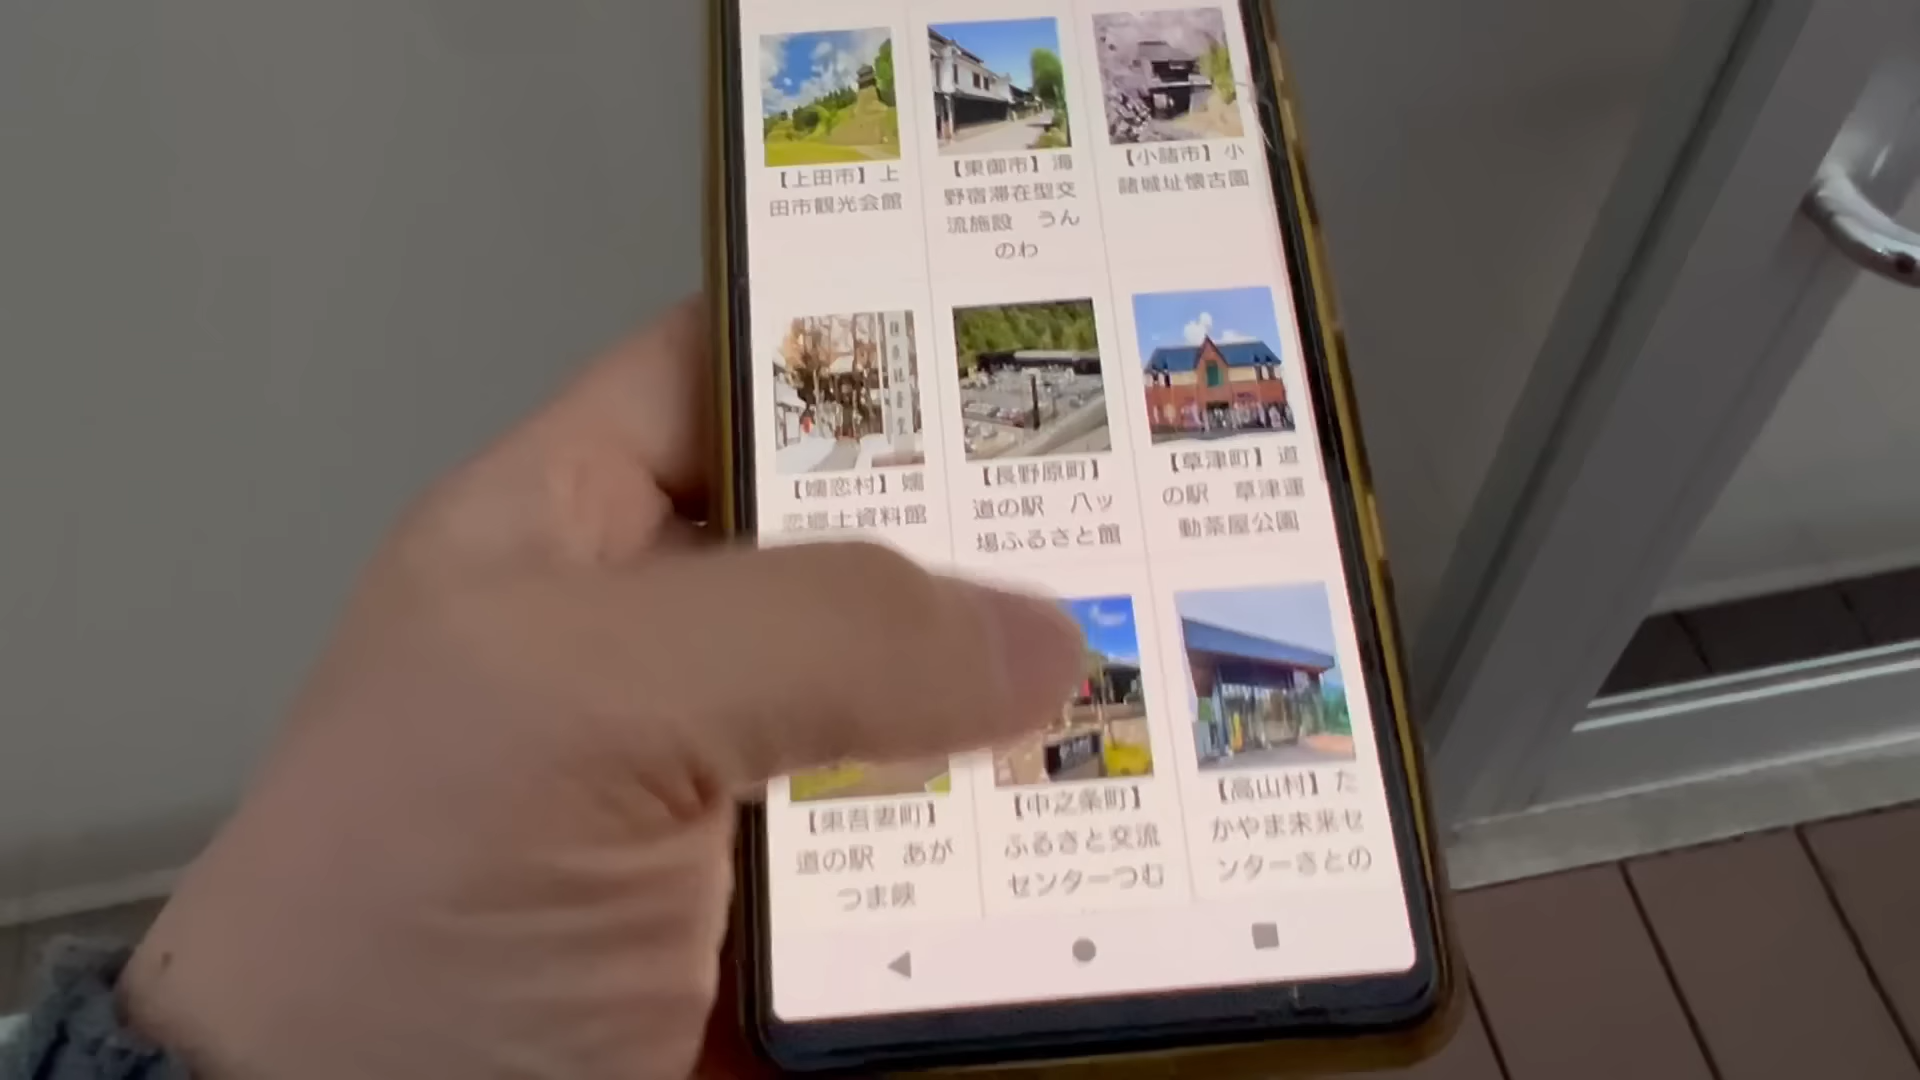 【上田市】上
田市観光会館
【東御市】海
野宿滞在型交
流施設 うん
のわ
【小諸市】小
諸城址懐古園
【嬬恋村】嬬
恋郷土資料館
【長野原町】
道の駅 八ッ
場ふるさと館
【草津町】道
の駅 草津運
動茶屋公園
【東吾妻町】
道の駅 あが
つま峡
【中之条町】
ふるさと交流
センターつむ
【高山村】た
かやま未来セ
ンターさとの